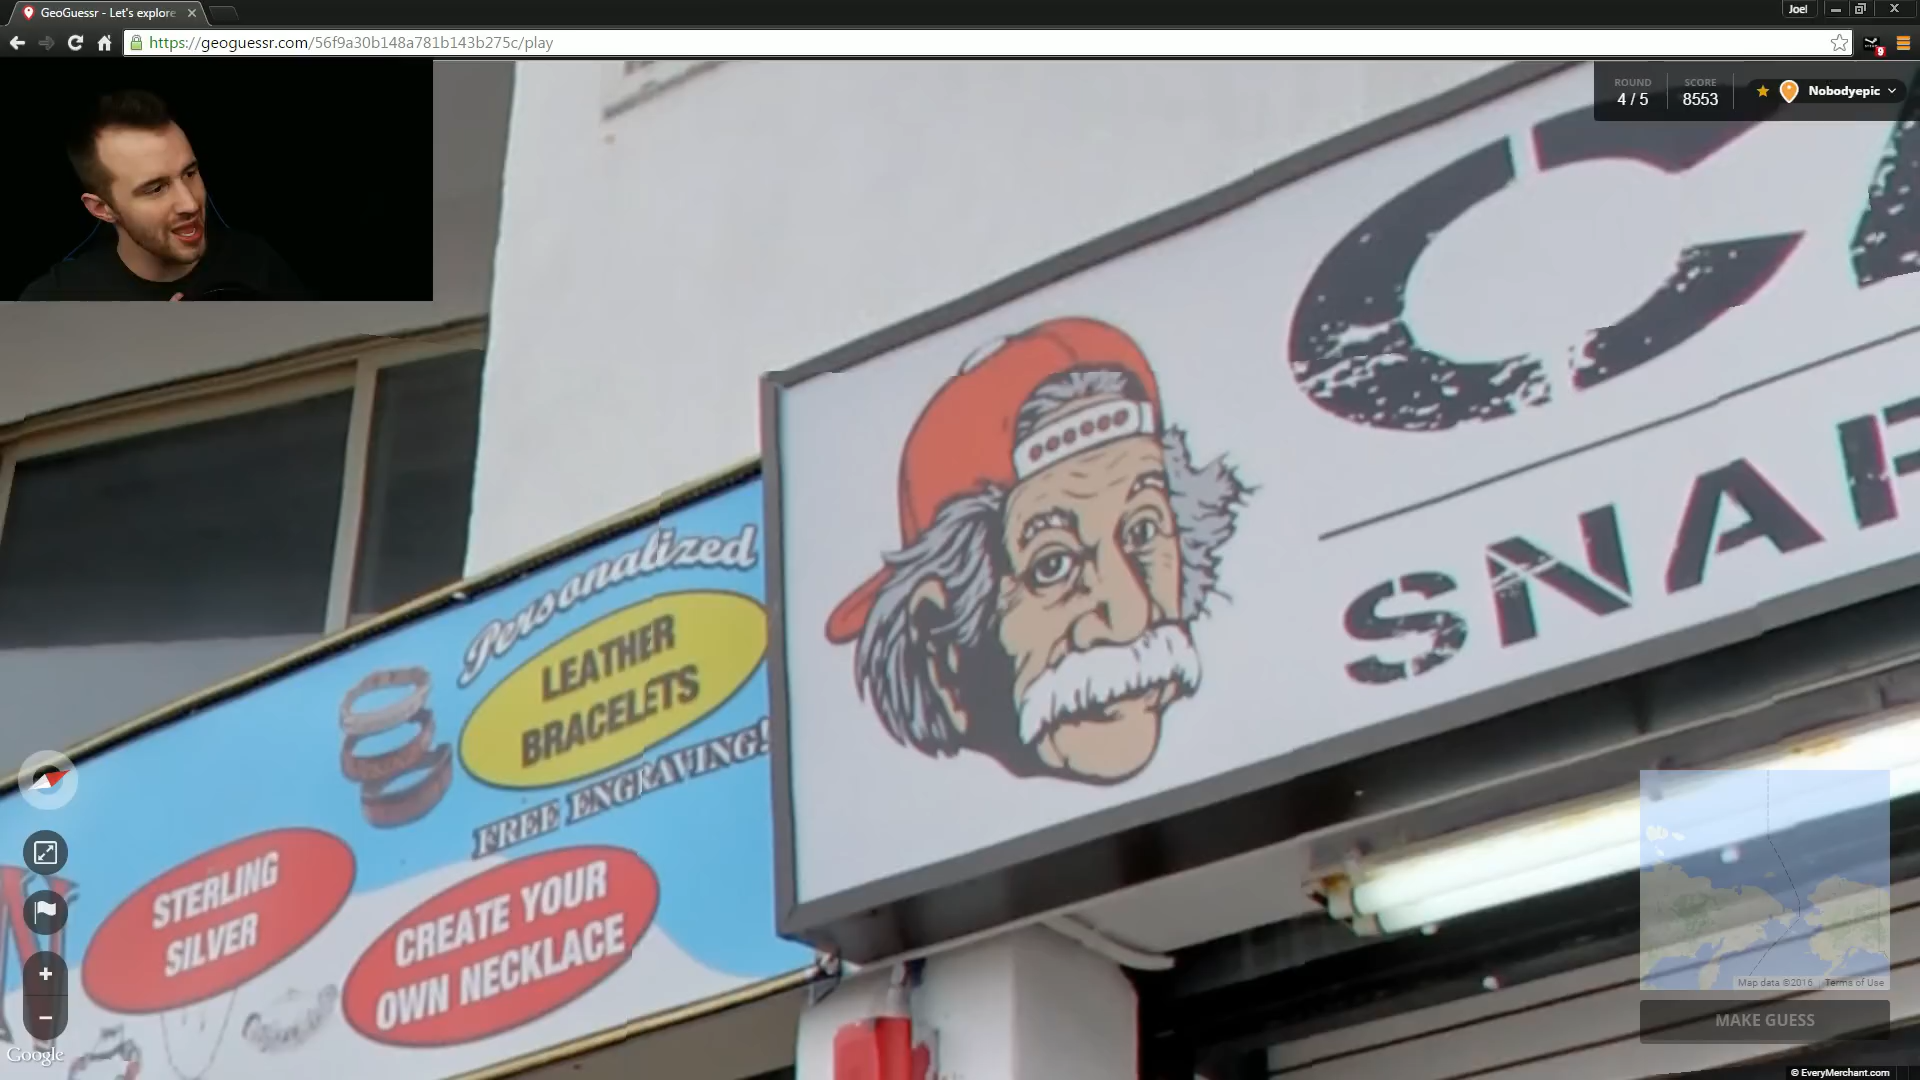 GeoGuessr - Let's explore
Joel
https://geoguessr.com/56f9a30b148a781b143b275c/play
9
ROUND
4 / 5
SCORE
8553
Nobodyepic
Personalized
LEATHER
BRACELETS
FREE ENGRAVING!
STERLING
SILVER
CREATE YOUR
OWN NECKLACE
Map data ©2016
Terms of Use
MAKE GUESS
Google
© EveryMerchant.com